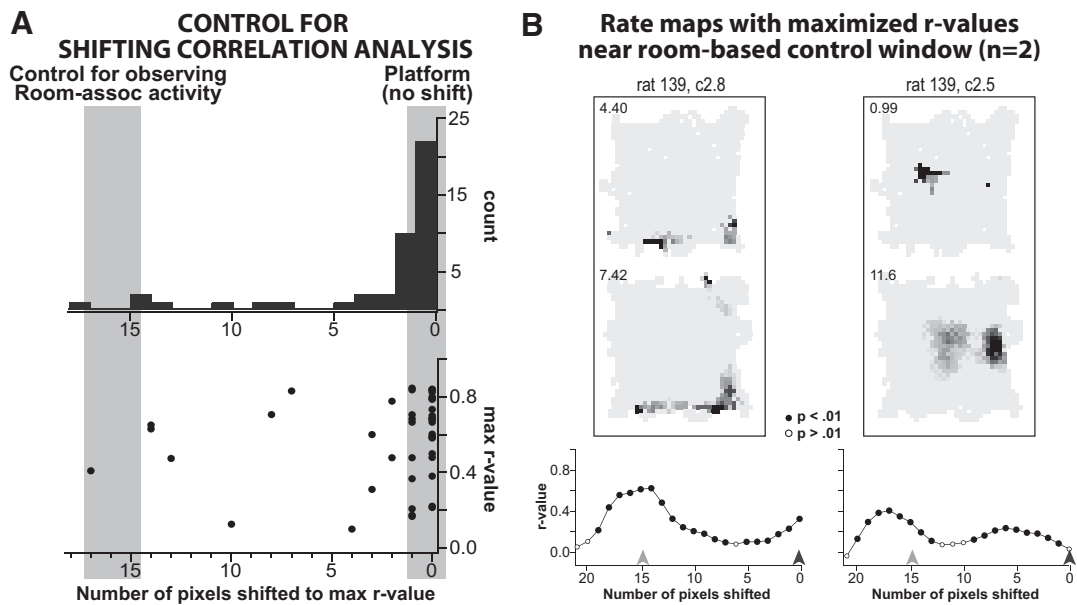 A
CONTROL FOR
SHIFTING CORRELATION ANALYSIS
Control for observing
Room-assoc activity
Platform
(no shift)
25
15
5
count
15
10
5
0
0.8
0.4
0.0
max r-value
15
10
5
0
Number of pixels shifted to max r-value
B
Rate maps with maximized r-values
near room-based control window (n=2)
rat 139, c2.8
4.40
7.42
rat 139, c2.5
0.99
11.6
p < .01
p > .01
r-value
0.8
0.4
0.0
20
15
10
5
0
Number of pixels shifted
20
15
10
5
0
Number of pixels shifted